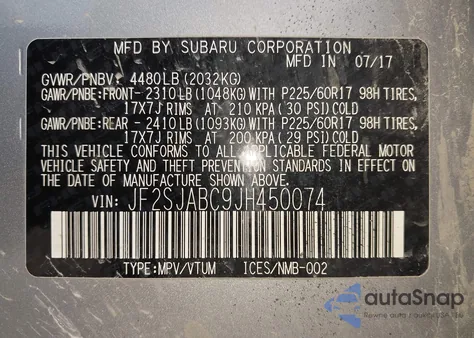 MFD BY SUBARU CORPORATION
MFD IN 07/17
GVWR/PNBV: 4480LB (2032KG)
GAWR/PNBE:FRONT- 2310LB (1048KG) WITH P225/60R17 98H TIRES,
17X7J RIMS AT 210 KPA (30 PSI) COLD
GAWR/PNBE:REAR - 2410LB (1093KG) WITH P225/60R17 98H TIRES,
17X7J RIMS AT 200 KPA (29 PSI) COLD
THIS VEHICLE CONFORMS TO ALL APPLICABLE FEDERAL MOTOR
VEHICLE SAFETY AND THEFT PREVENTION STANDARDS IN EFFECT ON
THE DATE OF MANUFACTURE SHOWN ABOVE.
VIN: JF2SJABC9JH450074
TYPE:MPV/VTUM ICES/NMB-002
autoSnap